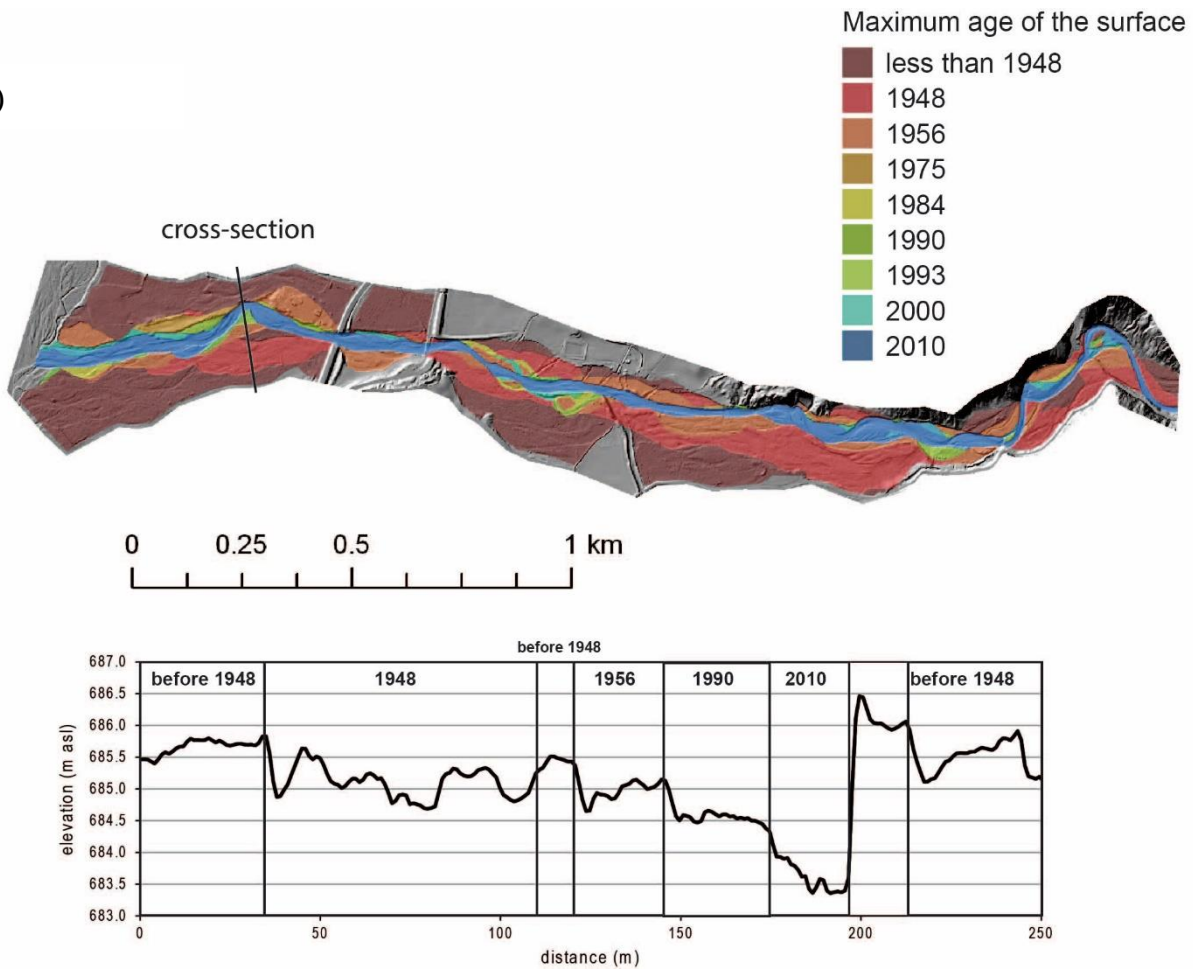 )
Maximum age of the surface
less than 1948
1948
1956
1975
1984
1990
1993
2000
2010
cross-section
0 0.25 0.5 1 km
before 1948
687.0
686.5
686.0
685.5
685.0
684.5
684.0
683.5
683.0
elevation (m asl)
before 1948 1948 1956 1990 2010 before 1948
0 50 100 150 200 250
distance (m)